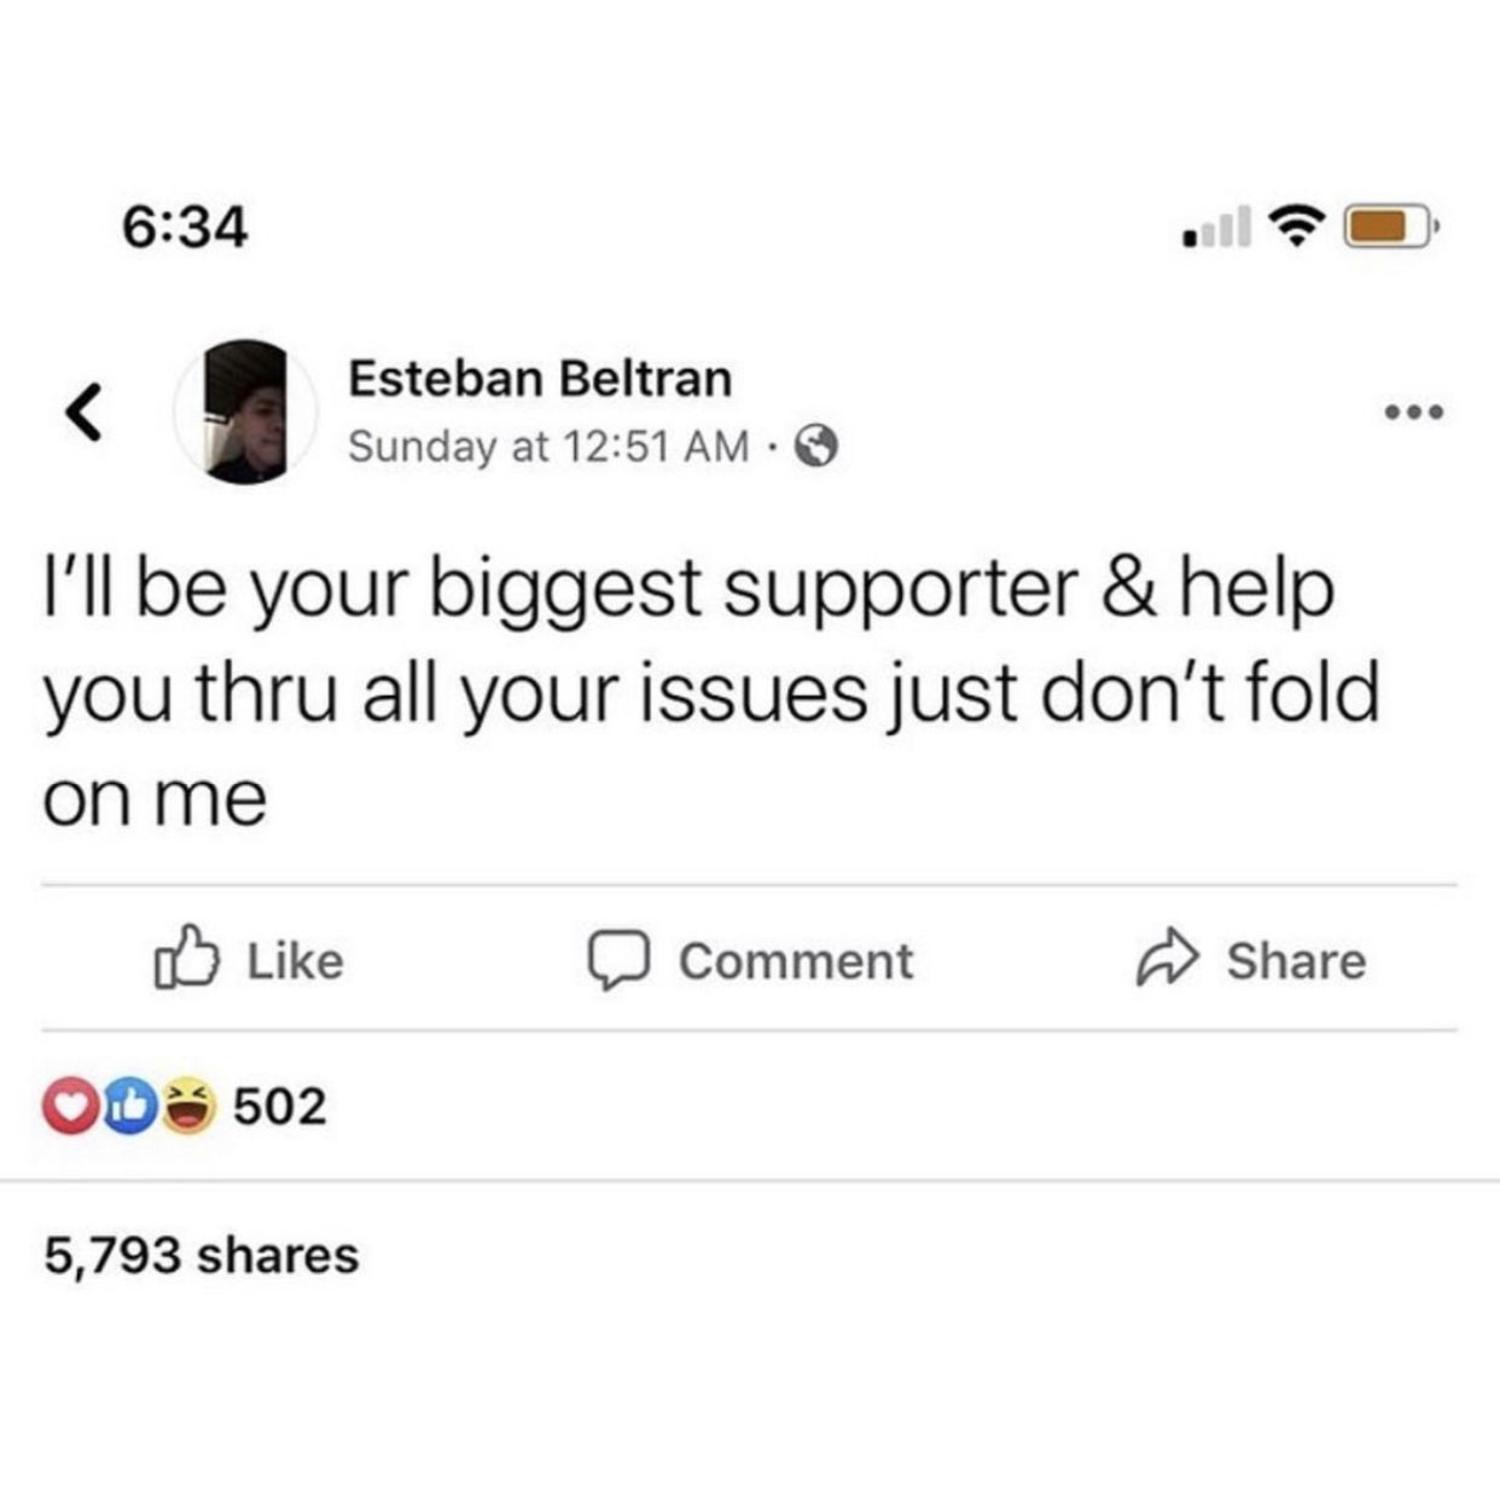 6:34
Esteban Beltran
Sunday at 12:51 AM ·
I'll be your biggest supporter & help
you thru all your issues just don't fold
on me
Like Comment Share
502
5,793 shares